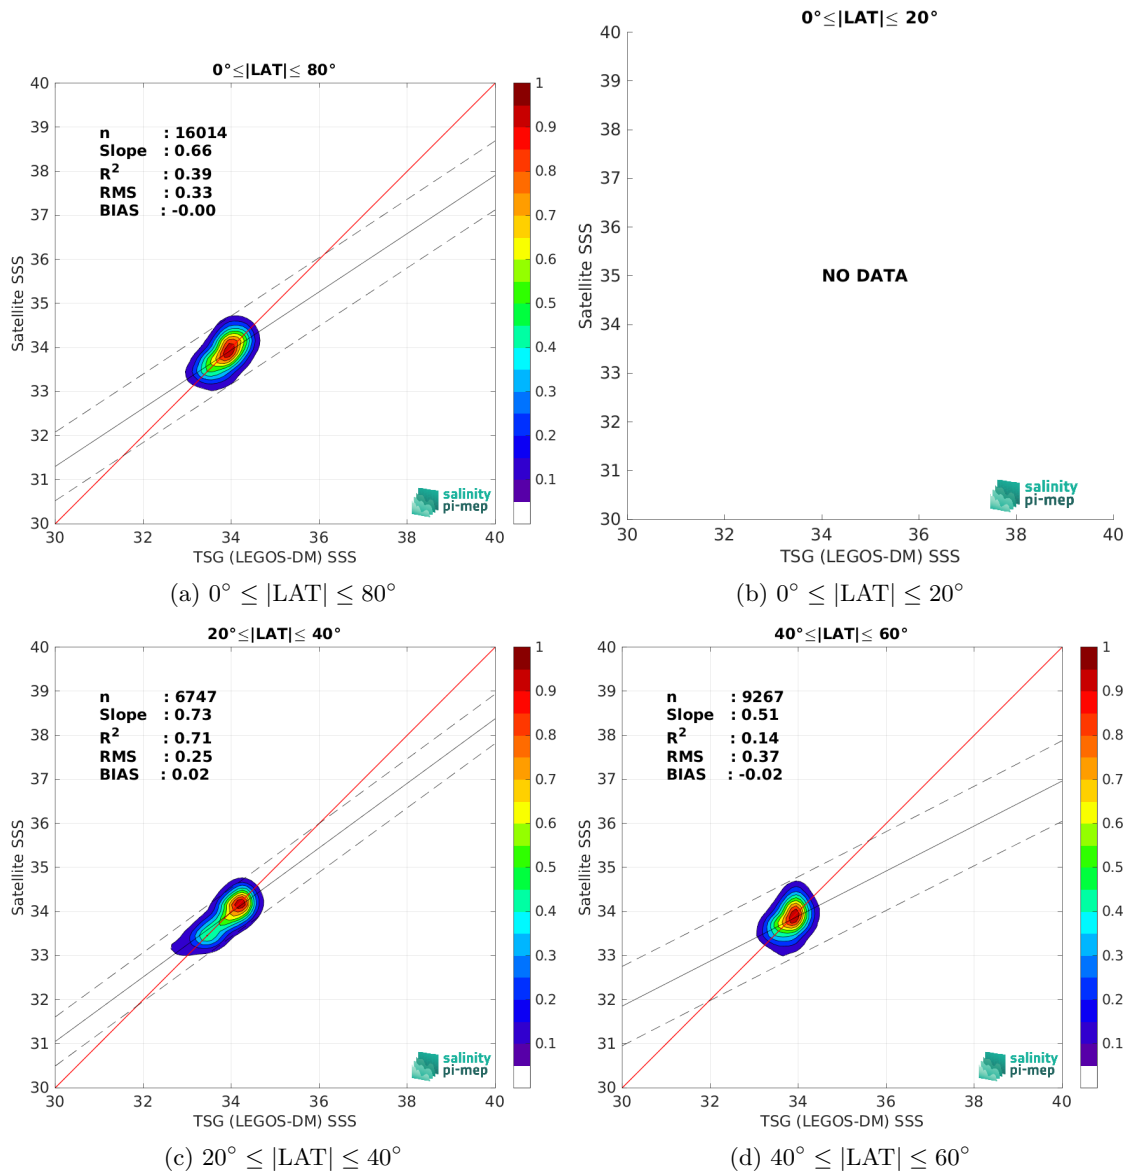 0°≤|LAT|≤ 80°
n : 16014
Slope : 0.66
R² : 0.39
RMS : 0.33
BIAS : -0.00
40
39
38
37
36
35
34
33
32
31
30
Satellite SSS
30 32 34 36 38 40
TSG (LEGOS-DM) SSS
1
0.9
0.8
0.7
0.6
0.5
0.4
0.3
0.2
0.1
salinity
pi-mep
(a) 0° ≤ |LAT| ≤ 80°
0°≤|LAT|≤ 20°
40
39
38
37
36
35
34
33
32
31
30
Satellite SSS
NO DATA
30 32 34 36 38 40
TSG (LEGOS-DM) SSS
salinity
pi-mep
(b) 0° ≤ |LAT| ≤ 20°
20°≤|LAT|≤ 40°
n : 6747
Slope : 0.73
R² : 0.71
RMS : 0.25
BIAS : 0.02
40
39
38
37
36
35
34
33
32
31
30
Satellite SSS
30 32 34 36 38 40
TSG (LEGOS-DM) SSS
1
0.9
0.8
0.7
0.6
0.5
0.4
0.3
0.2
0.1
salinity
pi-mep
(c) 20° ≤ |LAT| ≤ 40°
40°≤|LAT|≤ 60°
n : 9267
Slope : 0.51
R² : 0.14
RMS : 0.37
BIAS : -0.02
40
39
38
37
36
35
34
33
32
31
30
Satellite SSS
30 32 34 36 38 40
TSG (LEGOS-DM) SSS
1
0.9
0.8
0.7
0.6
0.5
0.4
0.3
0.2
0.1
salinity
pi-mep
(d) 40° ≤ |LAT| ≤ 60°